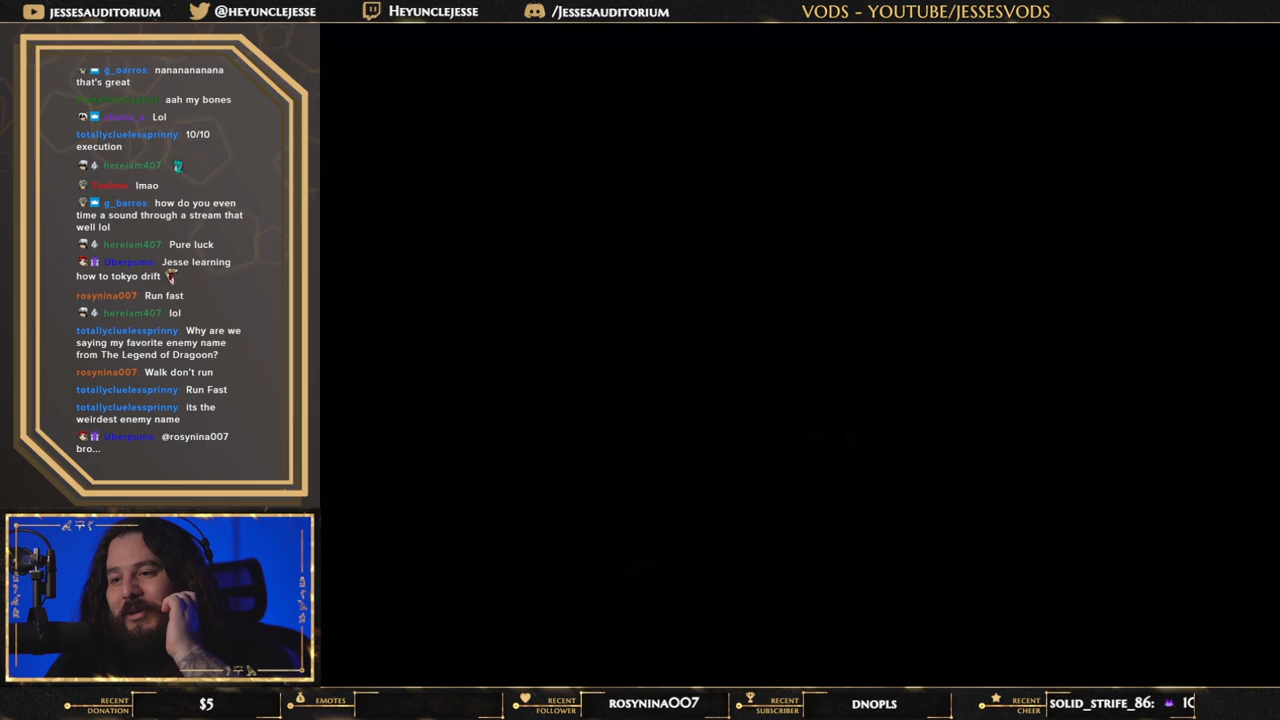 JESSESAUDITORIUM
@HEYUNCLEJESSE
HEYUNCLEJESSE
/JESSESAUDITORIUM
VODS - YOUTUBE/JESSESVODS
nanananana
that's great
aah my bones
Lol
totallycluelessprinny: 10/10
execution
hereiam407
lmao
g_barros: how do you even
time a sound through a stream that
well lol
hereiam407 Pure luck
Uberpuma: Jesse learning
how to tokyo drift
rosynina007 Run fast
hereiam407 lol
totallycluelessprinny: Why are we
saying my favorite enemy name
from The Legend of Dragoon?
rosynina007 Walk don't run
totallycluelessprinny: Run Fast
totallycluelessprinny: its the
weirdest enemy name
Uberpuma: @rosynina007
bro...
RECENT
DONATION
$5
EMOTES
RECENT
FOLLOWER
ROSYNINA007
RECENT
SUBSCRIBER
DNOPLS
RECENT
CHEER
SOLID_STRIFE_86: